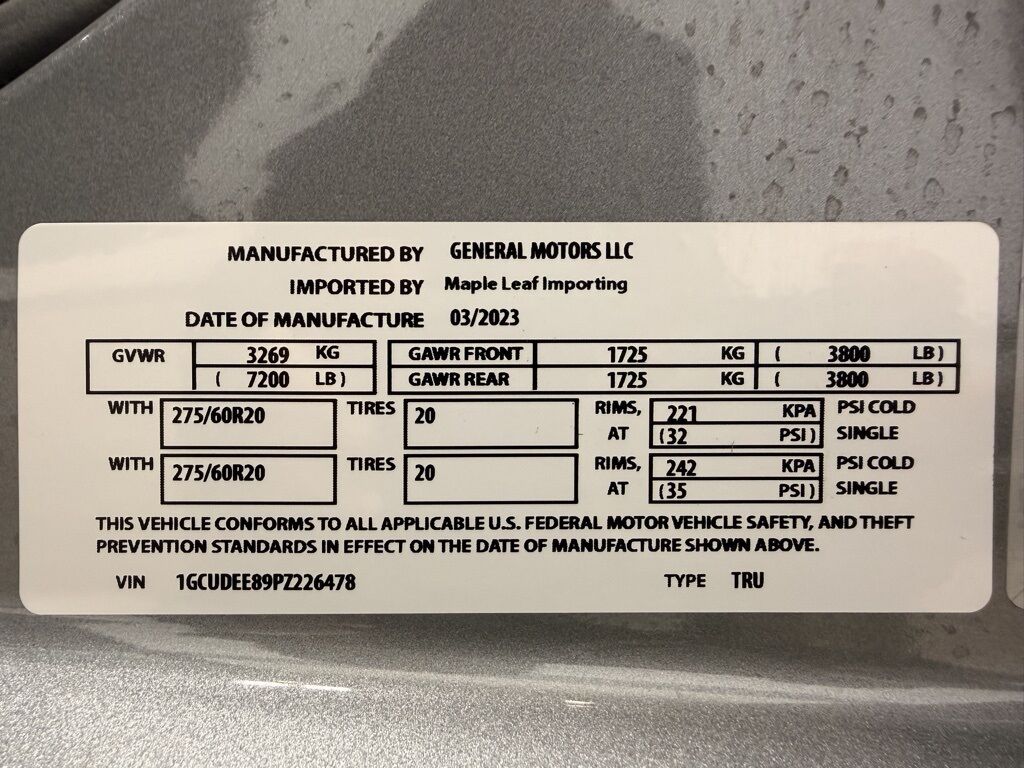 MANUFACTURED BY GENERAL MOTORS LLC
IMPORTED BY Maple Leaf Importing
DATE OF MANUFACTURE 03/2023
GVWR 3269 KG GAWR FRONT 1725 KG ( 3800 LB )
( 7200 LB ) GAWR REAR 1725 KG ( 3800 LB )
WITH 275/60R20 TIRES 20 RIMS, 221 KPA PSI COLD
AT (32 PSI ) SINGLE
WITH 275/60R20 TIRES 20 RIMS, 242 KPA PSI COLD
AT (35 PSI ) SINGLE
THIS VEHICLE CONFORMS TO ALL APPLICABLE U.S. FEDERAL MOTOR VEHICLE SAFETY, AND THEFT
PREVENTION STANDARDS IN EFFECT ON THE DATE OF MANUFACTURE SHOWN ABOVE.
VIN 1GCUDEE89PZ226478 TYPE TRU